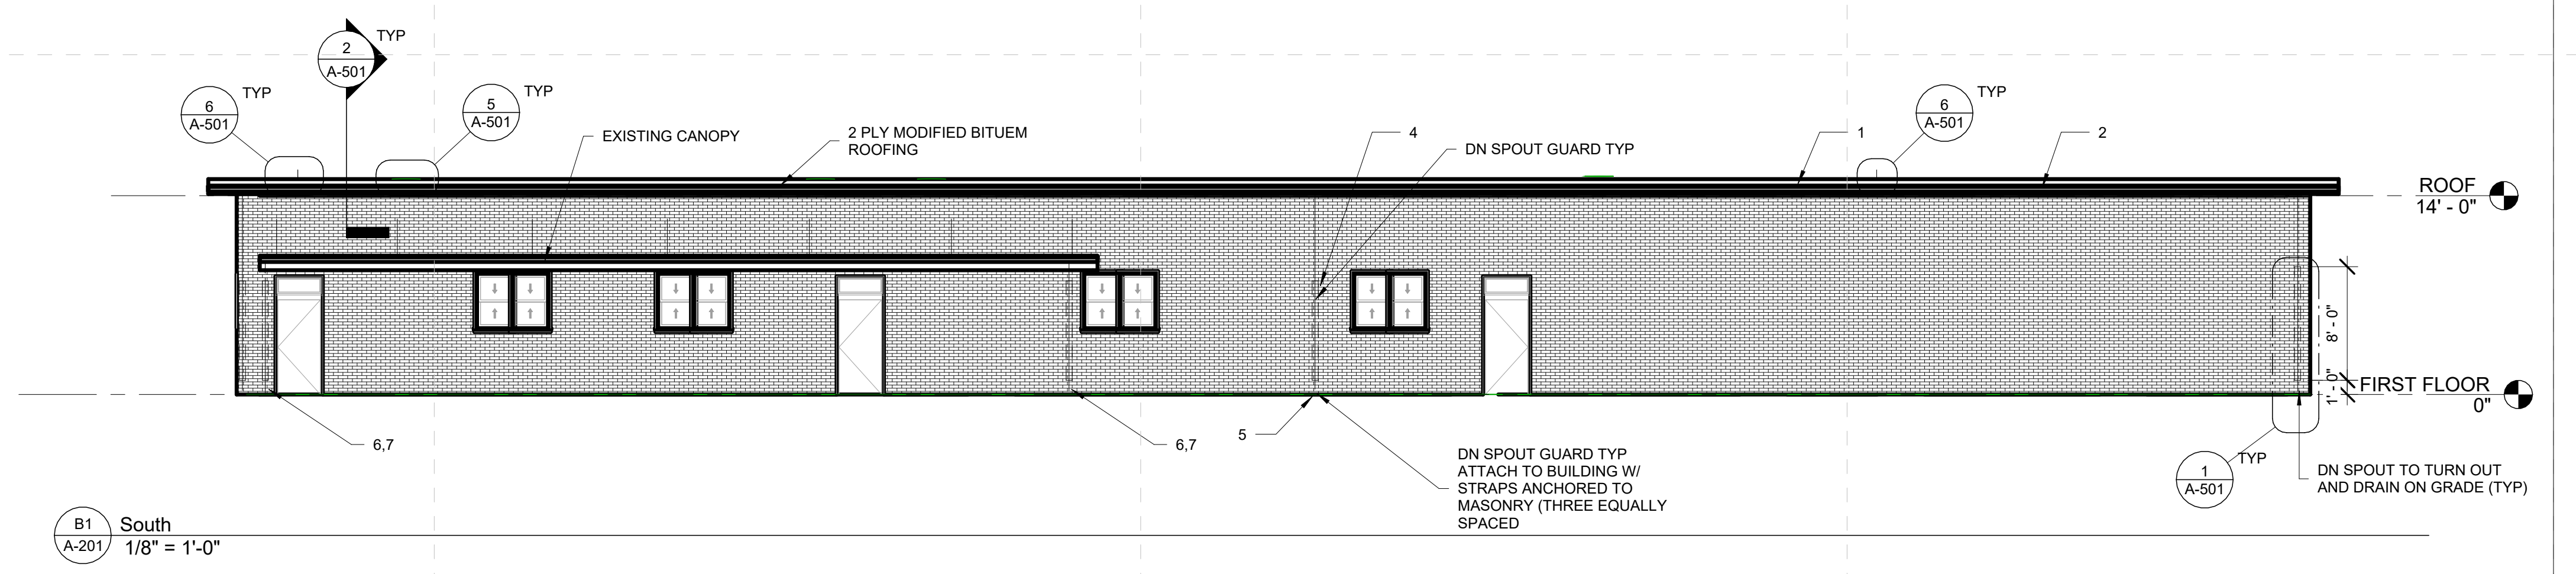 2
A-501
TYP
6
A-501
TYP
5
A-501
TYP
EXISTING CANOPY
2 PLY MODIFIED BITUEM
ROOFING
4
DN SPOUT GUARD TYP
1
6
A-501
TYP
2
ROOF
14' - 0"
8' - 0"
1' - 0"
FIRST FLOOR
0"
6,7
6,7
5
DN SPOUT GUARD TYP
ATTACH TO BUILDING W/
STRAPS ANCHORED TO
MASONRY (THREE EQUALLY
SPACED
1
A-501
TYP
DN SPOUT TO TURN OUT
AND DRAIN ON GRADE (TYP)
B1
A-201
South
1/8" = 1'-0"